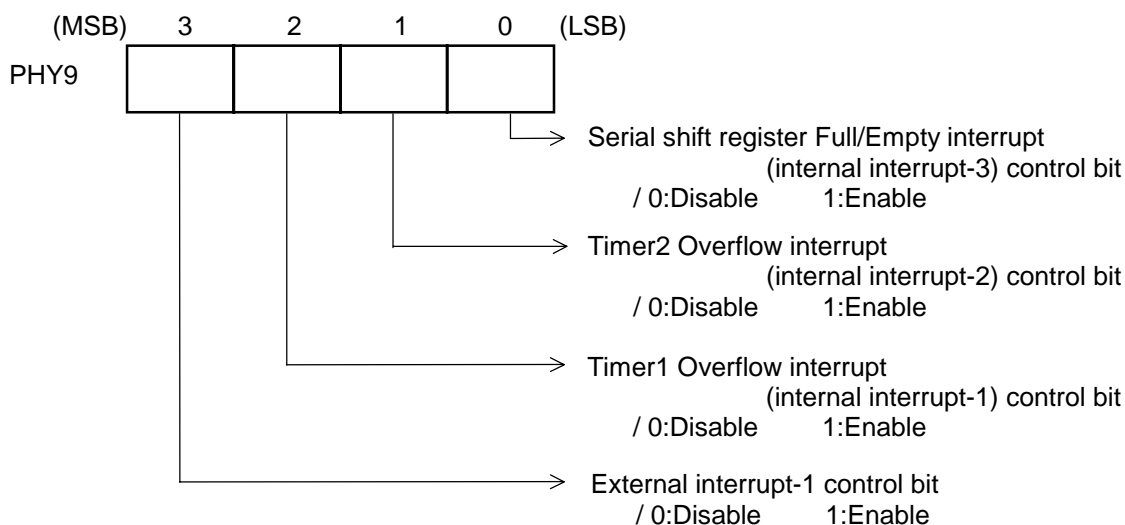 (MSB) 3 2 1 0 (LSB)
PHY9
Serial shift register Full/Empty interrupt
(internal interrupt-3) control bit
/ 0:Disable 1:Enable
Timer2 Overflow interrupt
(internal interrupt-2) control bit
/ 0:Disable 1:Enable
Timer1 Overflow interrupt
(internal interrupt-1) control bit
/ 0:Disable 1:Enable
External interrupt-1 control bit
/ 0:Disable 1:Enable